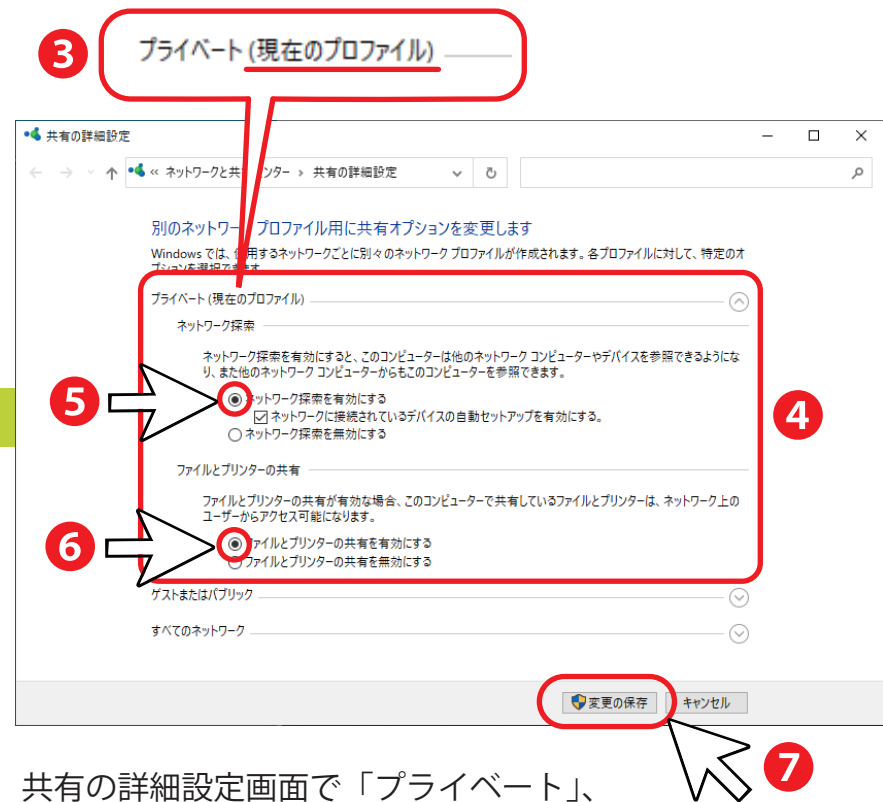 3
プライベート (現在のプロファイル)
共有の詳細設定
« ネットワークと共 ンター › 共有の詳細設定
別のネットワー プロファイル用に共有オプションを変更します
Windows では、 用するネットワークごとに別々のネットワーク プロファイルが作成されます。各プロファイルに対して、特定のオ
プションを選択できます
プライベート (現在のプロファイル)
ネットワーク探索
ネットワーク探索を有効にすると、このコンピューターは他のネットワーク コンピューターやデバイスを参照できるようにな
り、また他のネットワーク コンピューターからもこのコンピューターを参照できます。
5
ネットワーク探索を有効にする
ネットワークに接続されているデバイスの自動セットアップを有効にする。
4
ネットワーク探索を無効にする
ファイルとプリンターの共有
ファイルとプリンターの共有が有効な場合、このコンピューターで共有しているファイルとプリンターは、ネットワーク上の
ユーザーからアクセス可能になります。
6
ファイルとプリンターの共有を有効にする
ファイルとプリンターの共有を無効にする
ゲストまたはパブリック
すべてのネットワーク
変更の保存
キャンセル
7
共有の詳細設定画面で「プライベート」、